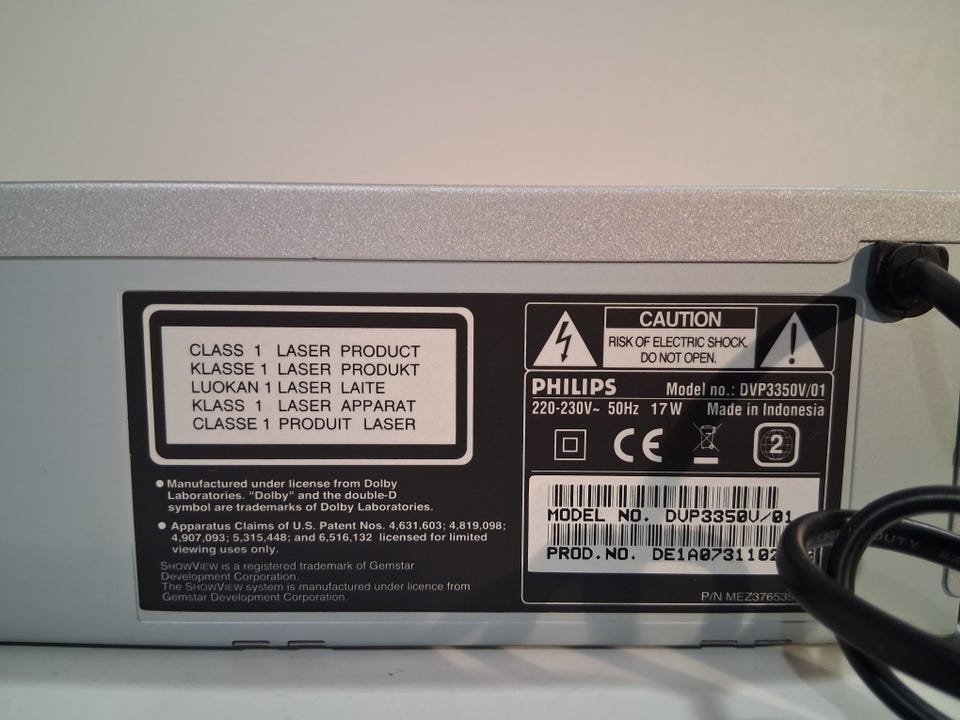 CLASS 1 LASER PRODUCT
KLASSE 1 LASER PRODUKT
LUOKAN 1 LASER LAITE
KLASS 1 LASER APPARAT
CLASSE 1 PRODUIT LASER
● Manufactured under license from Dolby
Laboratories. "Dolby" and the double-D
symbol are trademarks of Dolby Laboratories.
● Apparatus Claims of U.S. Patent Nos. 4,631,603; 4,819,098;
4,907,093; 5,315,448; and 6,516,132 licensed for limited
viewing uses only.
SHOWVIEW is a registered trademark of Gemstar
Development Corporation.
The SHOWVIEW system is manufactured under licence from
Gemstar Development Corporation.
CAUTION
RISK OF ELECTRIC SHOCK.
DO NOT OPEN.
PHILIPS Model no.: DVP3350V/01
220-230V~ 50Hz 17W Made in Indonesia
CE 2
MODEL NO. DVP3350V/01
PROD.NO.
P/N
DUTY